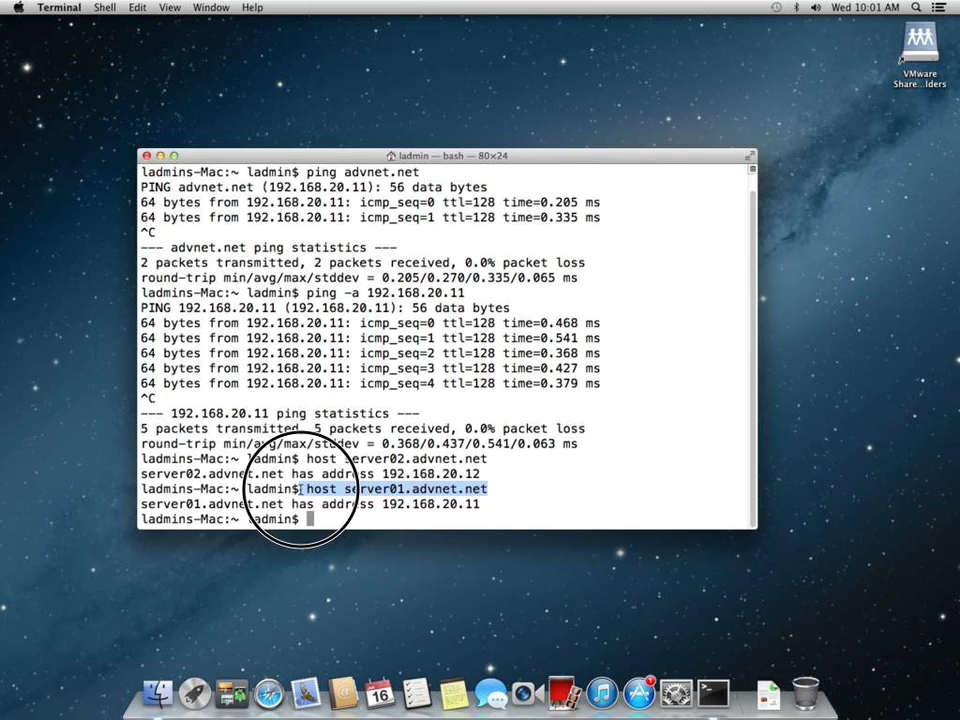 Terminal Shell Edit View Window Help Wed 10:01 AM
VMware
Share...lders
ladmin — bash — 80×24
ladmins-Mac:~ ladmin$ ping advnet.net
PING advnet.net (192.168.20.11): 56 data bytes
64 bytes from 192.168.20.11: icmp_seq=0 ttl=128 time=0.205 ms
64 bytes from 192.168.20.11: icmp_seq=1 ttl=128 time=0.335 ms
^C
--- advnet.net ping statistics ---
2 packets transmitted, 2 packets received, 0.0% packet loss
round-trip min/avg/max/stddev = 0.205/0.270/0.335/0.065 ms
ladmins-Mac:~ ladmin$ ping -a 192.168.20.11
PING 192.168.20.11 (192.168.20.11): 56 data bytes
64 bytes from 192.168.20.11: icmp_seq=0 ttl=128 time=0.468 ms
64 bytes from 192.168.20.11: icmp_seq=1 ttl=128 time=0.541 ms
64 bytes from 192.168.20.11: icmp_seq=2 ttl=128 time=0.368 ms
64 bytes from 192.168.20.11: icmp_seq=3 ttl=128 time=0.427 ms
64 bytes from 192.168.20.11: icmp_seq=4 ttl=128 time=0.379 ms
^C
--- 192.168.20.11 ping statistics ---
5 packets transmitted, 5 packets received, 0.0% packet loss
round-trip min/avg/max/stddev = 0.368/0.437/0.541/0.063 ms
ladmins-Mac:~ ladmin$ host server02.advnet.net
server02.advnet.net has address 192.168.20.12
ladmins-Mac:~ ladmin$ host server01.advnet.net
server01.advnet.net has address 192.168.20.11
ladmins-Mac:~ ladmin$
16
1